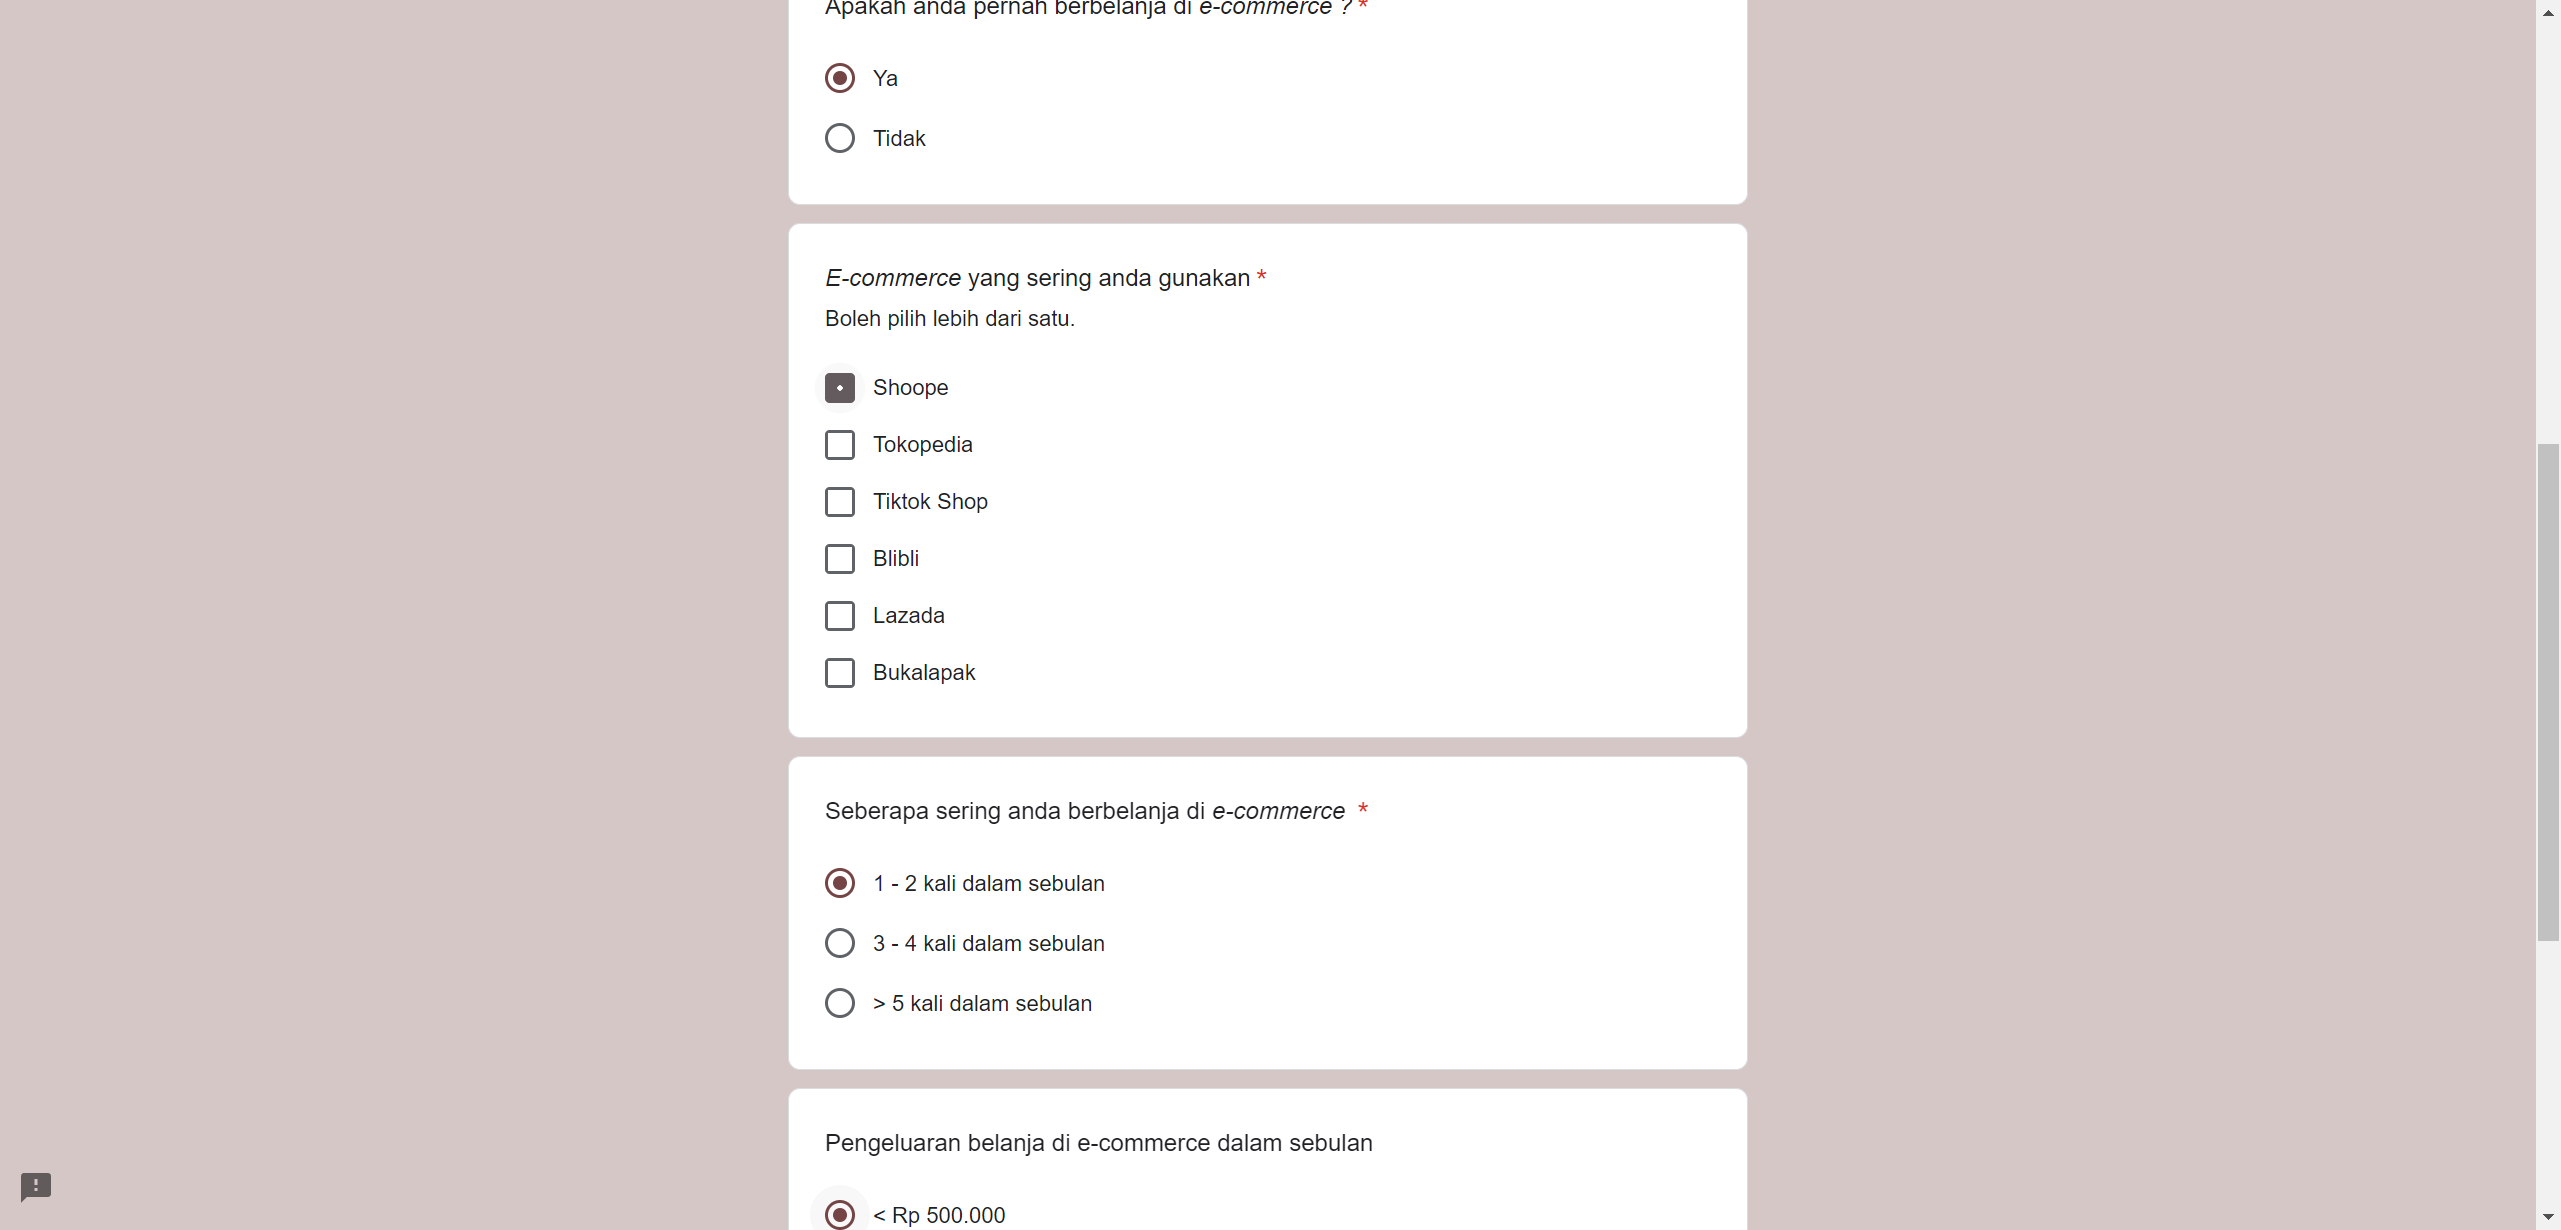 Apakah anda pernah berbelanja di e-commerce ? *
Ya
Tidak
E-commerce yang sering anda gunakan *
Boleh pilih lebih dari satu.
Shoope
Tokopedia
Tiktok Shop
Blibli
Lazada
Bukalapak
Seberapa sering anda berbelanja di e-commerce *
1 - 2 kali dalam sebulan
3 - 4 kali dalam sebulan
> 5 kali dalam sebulan
Pengeluaran belanja di e-commerce dalam sebulan
< Rp 500.000